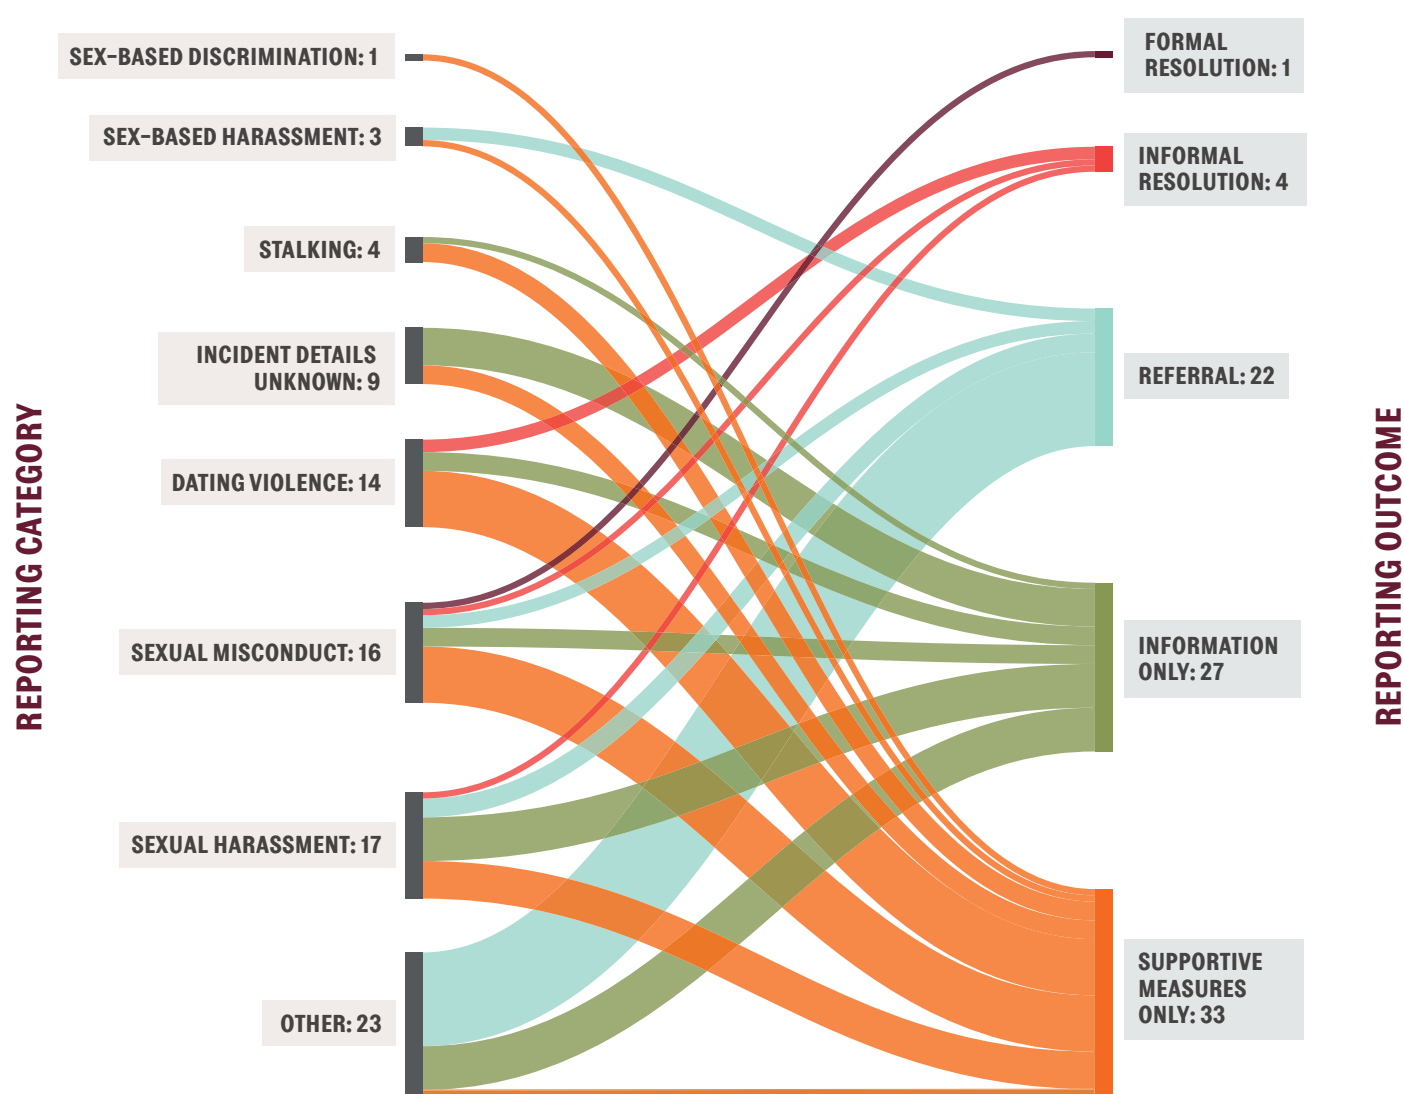 REPORTING CATEGORY
SEX-BASED DISCRIMINATION: 1
SEX-BASED HARASSMENT: 3
STALKING: 4
INCIDENT DETAILS
UNKNOWN: 9
DATING VIOLENCE: 14
SEXUAL MISCONDUCT: 16
SEXUAL HARASSMENT: 17
OTHER: 23
FORMAL
RESOLUTION: 1
INFORMAL
RESOLUTION: 4
REFERRAL: 22
INFORMATION
ONLY: 27
SUPPORTIVE
MEASURES
ONLY: 33
REPORTING OUTCOME